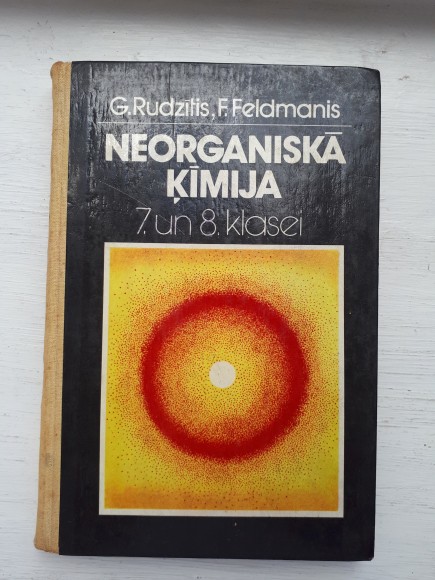 G.Rudzītis, F.Feldmanis
NEORGANISKĀ
ĶĪMIJA
7. un 8. klasei